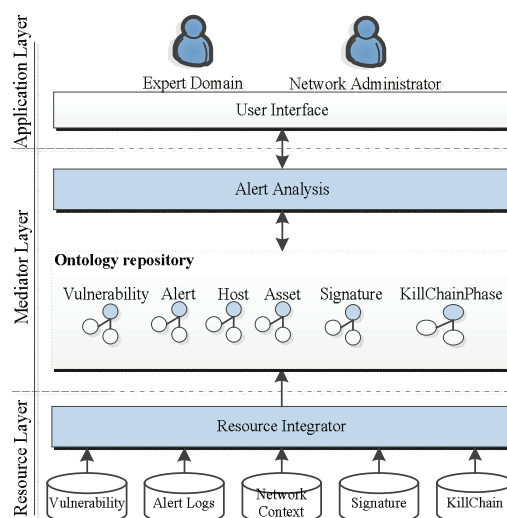 Application Layer
Expert Domain
Network Administrator
User Interface
Mediator Layer
Alert Analysis
Ontology repository
Vulnerability
Alert
Host
Asset
Signature
KillChainPhase
Resource Layer
Resource Integrator
Vulnerability
Alert Logs
Network
Context
Signature
KillChain